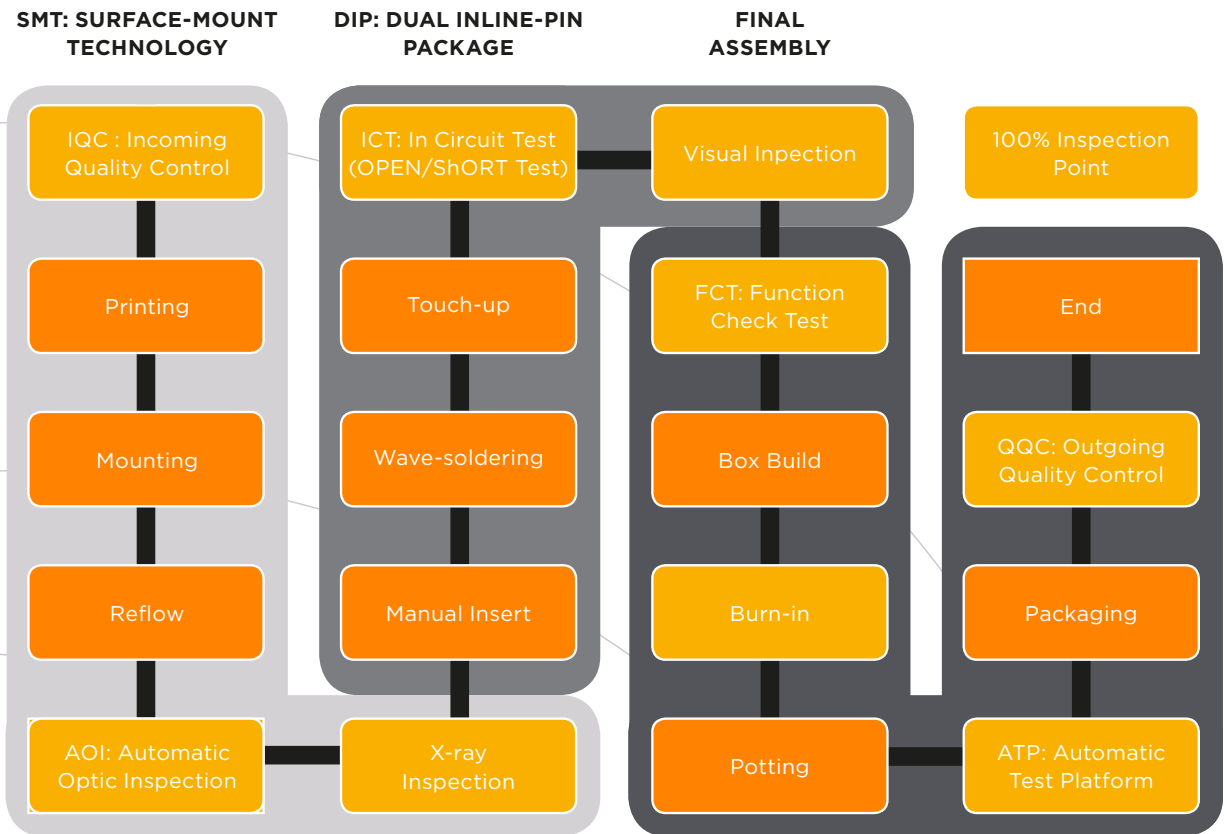 SMT: SURFACE-MOUNT
TECHNOLOGY
DIP: DUAL INLINE-PIN
PACKAGE
FINAL
ASSEMBLY
IQC : Incoming
Quality Control
Printing
Mounting
Reflow
AOI: Automatic
Optic Inspection
X-ray
Inspection
Manual Insert
Wave-soldering
Touch-up
ICT: In Circuit Test
(OPEN/ShORT Test)
Visual Inpection
FCT: Function
Check Test
Box Build
Burn-in
Potting
ATP: Automatic
Test Platform
Packaging
QQC: Outgoing
Quality Control
End
100% Inspection
Point